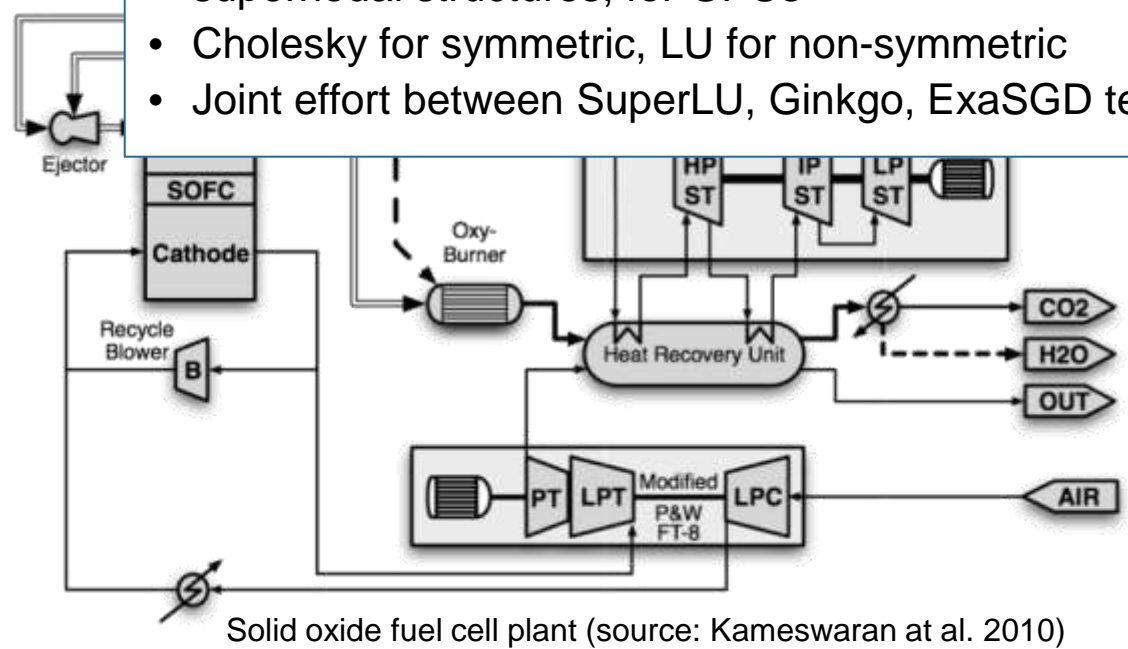 • Cholesky for symmetric, LU for non-symmetric
• Joint effort between SuperLU, Ginkgo, ExaSGD
Ejector
SOFC
Cathode
HP ST
IP ST
LP ST
Oxy-
Burner
Recycle
Blower
B
Heat Recovery Unit
CO2
H2O
OUT
PT
LPT
Modified
P&W
FT-8
LPC
AIR
Solid oxide fuel cell plant (source: Kameswaran at al. 2010)